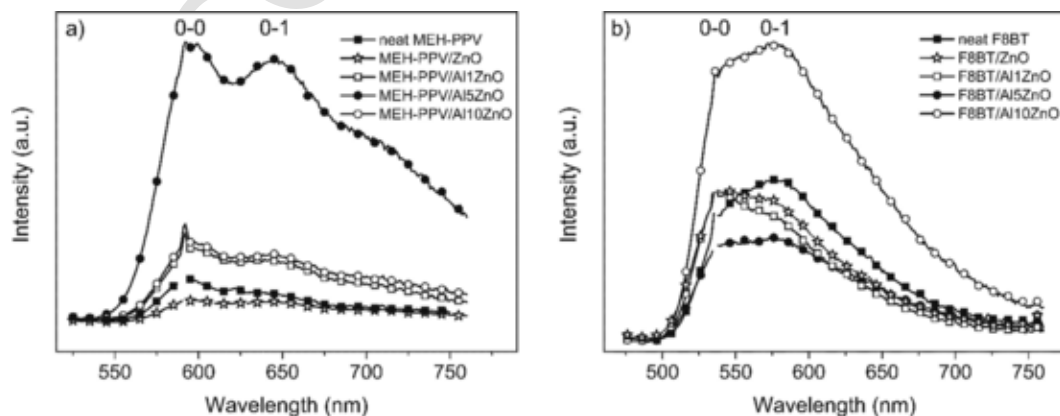 a)
0-0
0-1
neat MEH-PPV
MEH-PPV/ZnO
MEH-PPV/Al1ZnO
MEH-PPV/Al5ZnO
MEH-PPV/Al10ZnO
Intensity (a.u.)
550
600
650
700
750
Wavelength (nm)
b)
0-0
0-1
neat F8BT
F8BT/ZnO
F8BT/Al1ZnO
F8BT/Al5ZnO
F8BT/Al10ZnO
Intensity (a.u.)
500
550
600
650
700
750
Wavelength (nm)